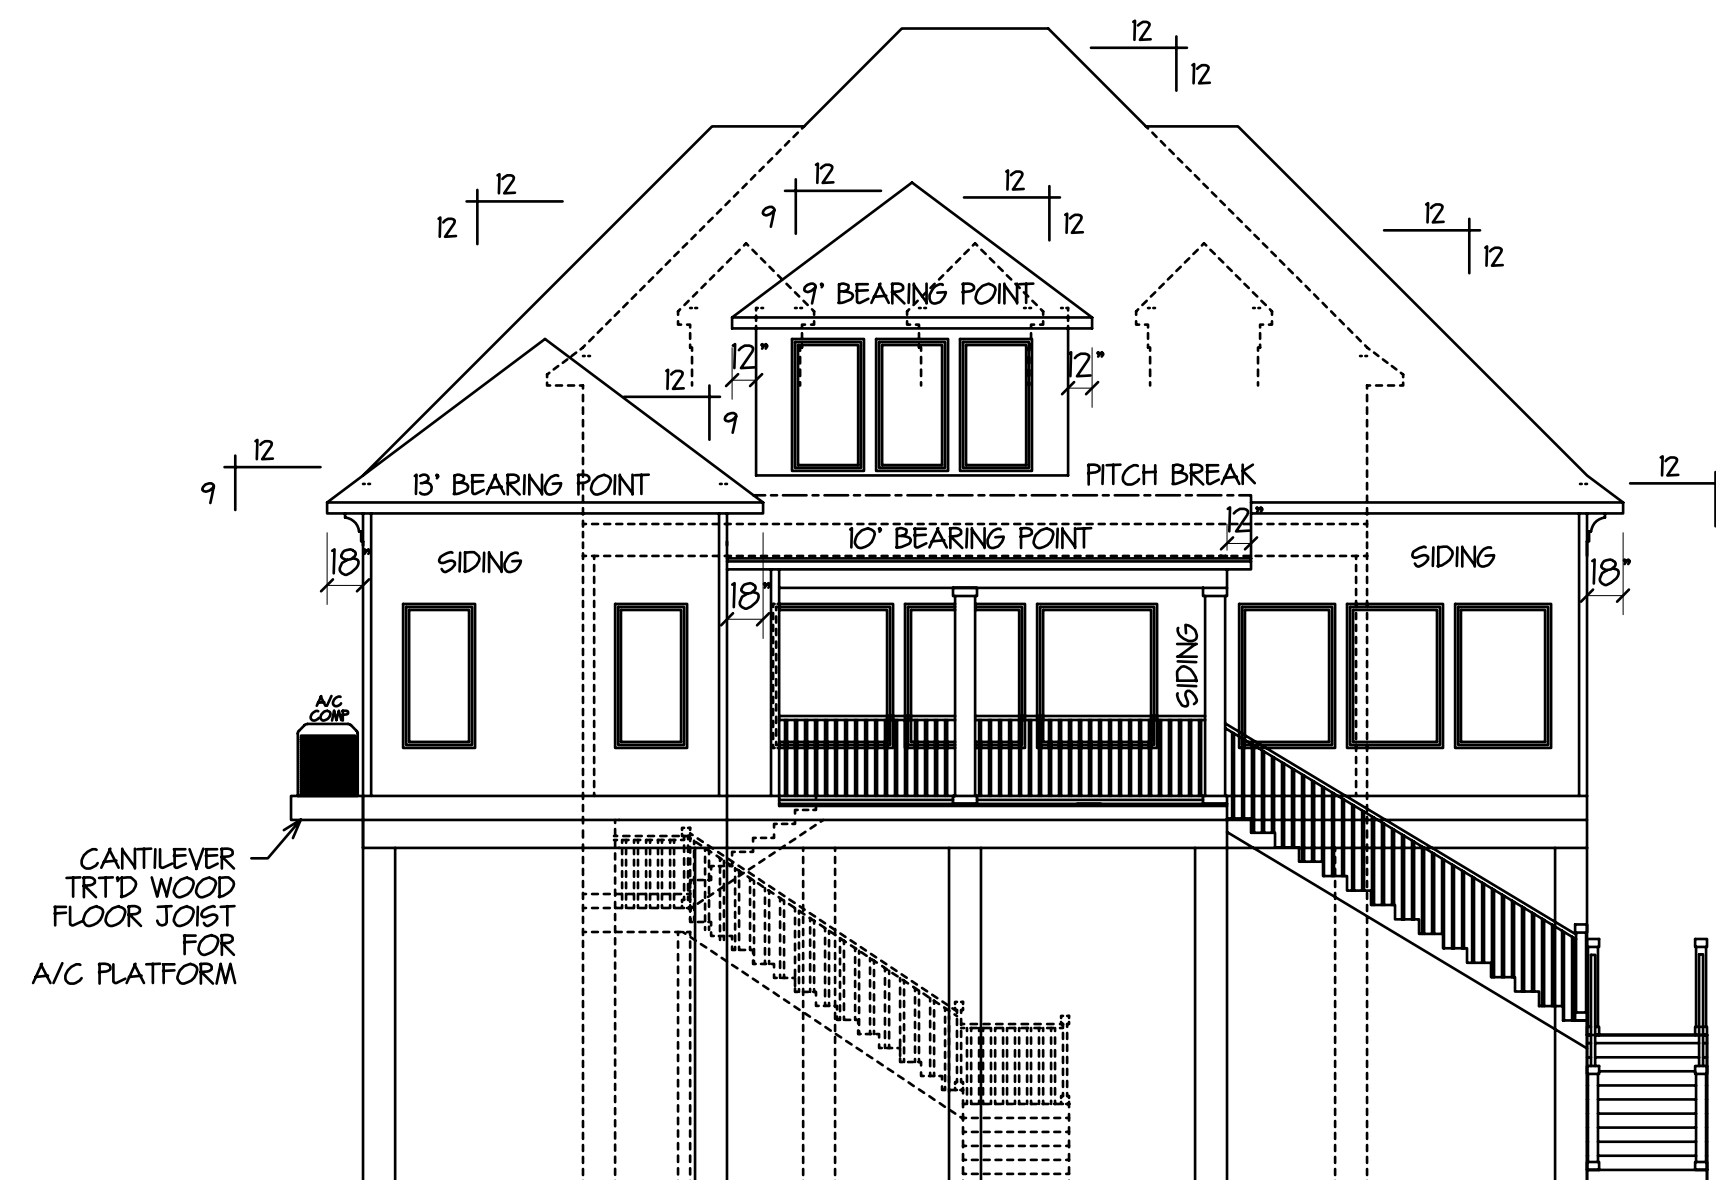 12
12
12
12
12
9
12
12
12
12
9' BEARING POINT
12"
12"
12
9
12
9
13' BEARING POINT
PITCH BREAK
12
12"
10' BEARING POINT
18"
SIDING
SIDING
18"
18"
SIDING
A/C
COMP
CANTILEVER
TRT'D WOOD
FLOOR JOIST
FOR
A/C PLATFORM